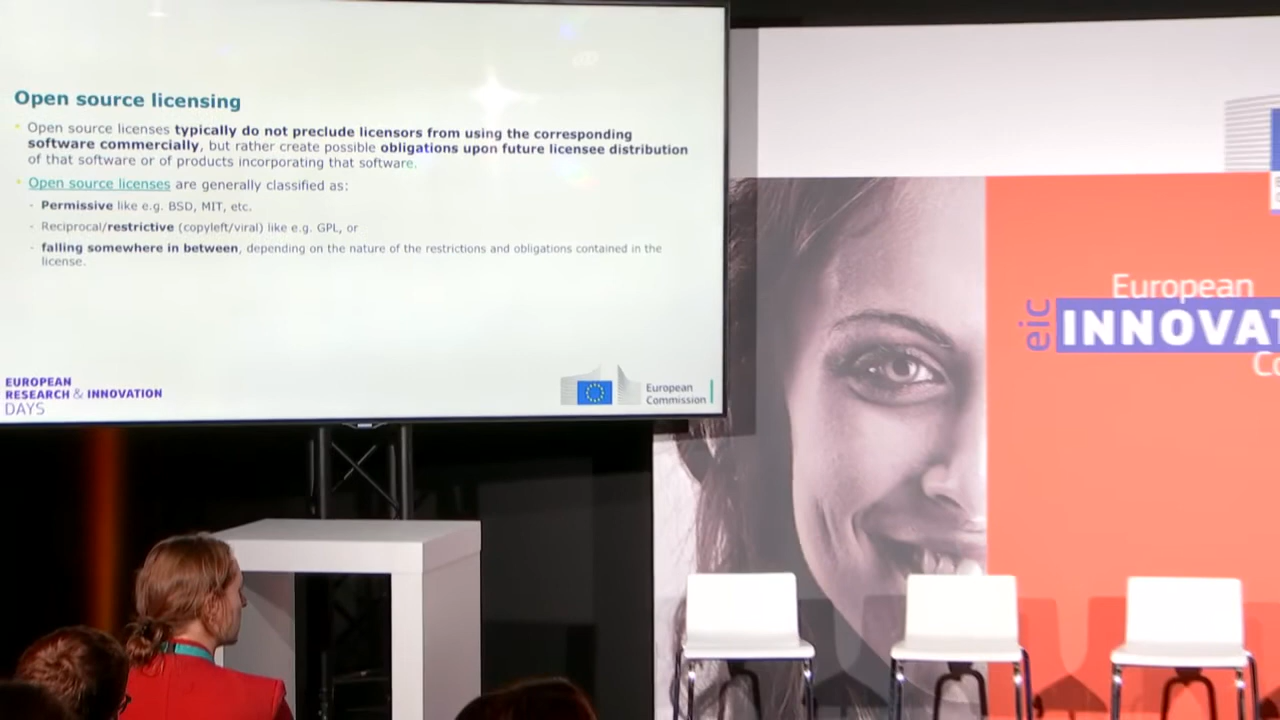 Open source licensing
Open source licenses typically do not preclude licensors from using the corresponding
software commercially, but rather create possible obligations upon future licensee distribution
of that software or of products incorporating that software.
Open source licenses are generally classified as:
- Permissive like e.g. BSD, MIT, etc.
- Reciprocal/restrictive (copyleft/viral) like e.g. GPL, or
- falling somewhere in between, depending on the nature of the restrictions and obligations contained in the
license.
EUROPEAN
RESEARCH & INNOVATION
DAYS
European
Commission
European
eic
INNOVAT
Co